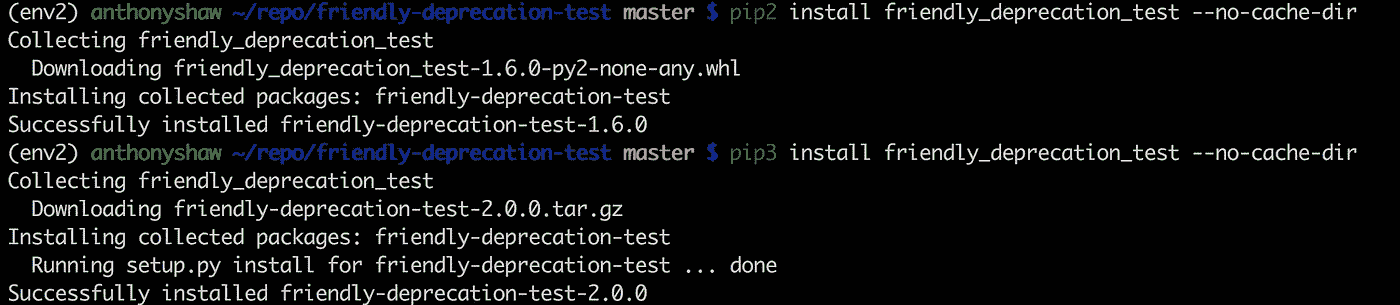 (env2) anthonyshaw ~/repo/friendly-deprecation-test master $ pip2 install friendly_deprecation_test --no-cache-dir
Collecting friendly_deprecation_test
  Downloading friendly_deprecation_test-1.6.0-py2-none-any.whl
Installing collected packages: friendly-deprecation-test
Successfully installed friendly-deprecation-test-1.6.0
(env2) anthonyshaw ~/repo/friendly-deprecation-test master $ pip3 install friendly_deprecation_test --no-cache-dir
Collecting friendly_deprecation_test
  Downloading friendly-deprecation-test-2.0.0.tar.gz
Installing collected packages: friendly-deprecation-test
  Running setup.py install for friendly-deprecation-test ... done
Successfully installed friendly-deprecation-test-2.0.0